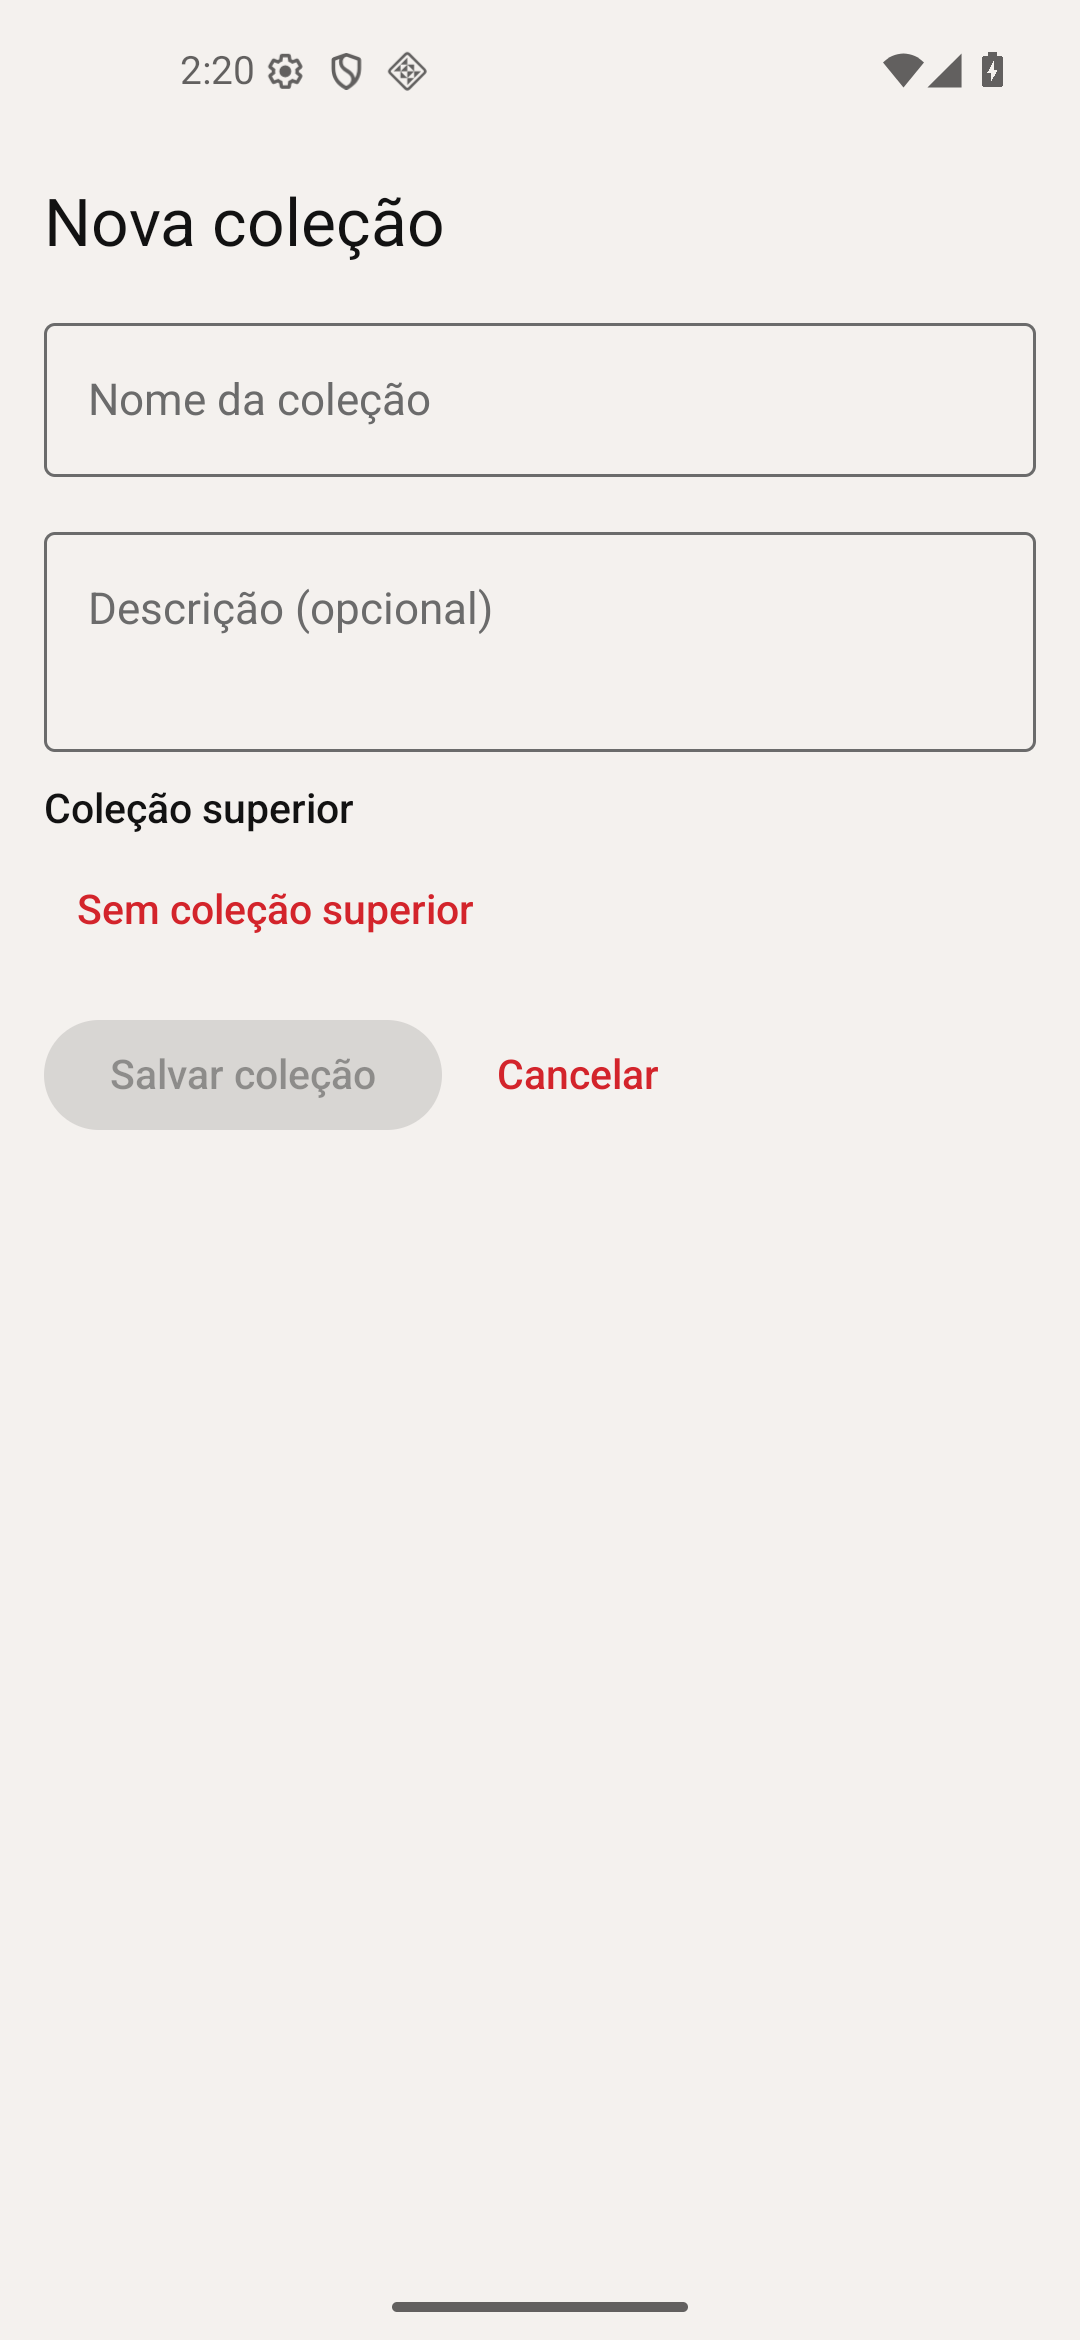 2:20
Nova coleção
Nome da coleção
Descrição (opcional)
Coleção superior
Sem coleção superior
Salvar coleção
Cancelar